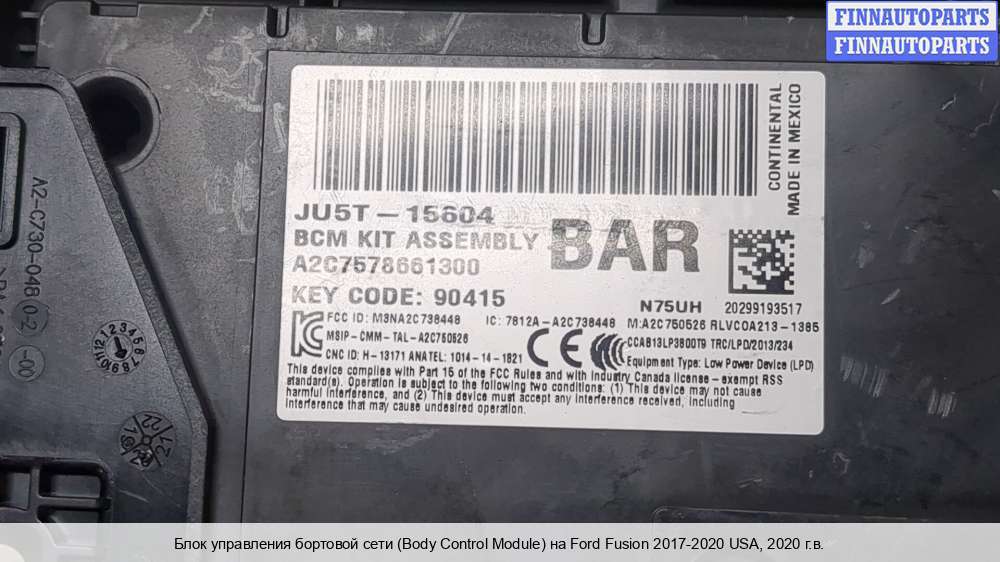 FINNAUTOPARTS
FINNAUTOPARTS
CONTINENTAL
MADE IN MEXICO
JU5T-15604
BCM KIT ASSEMBLY
BAR
A2C7578661300
KEY CODE: 90415
N75UH
20299193517
FCC ID: M3NA2C738448
IC: 7812A-A2C738448
M:A2C750526 RLVCOA213-1385
MSIP-CMM-TAL-A2C750526
CCAB13LP3800T9 TRC/LPD/2013/234
CNC ID: H-13171 ANATEL: 1014-14-1821
CE
Equipment Type: Low Power Device (LPD)
This device complies with Part 15 of the FCC Rules and with Industry Canada license - exempt RSS
standard(s). Operation is subject to the following two conditions: (1) This device may not cause
harmful interference, and (2) This device must accept any interference received, including
interference that may cause undesired operation.
A2-C730-048 0-2
-00
Блок управления бортовой сети (Body Control Module) на Ford Fusion 2017-2020 USA, 2020 г.в.